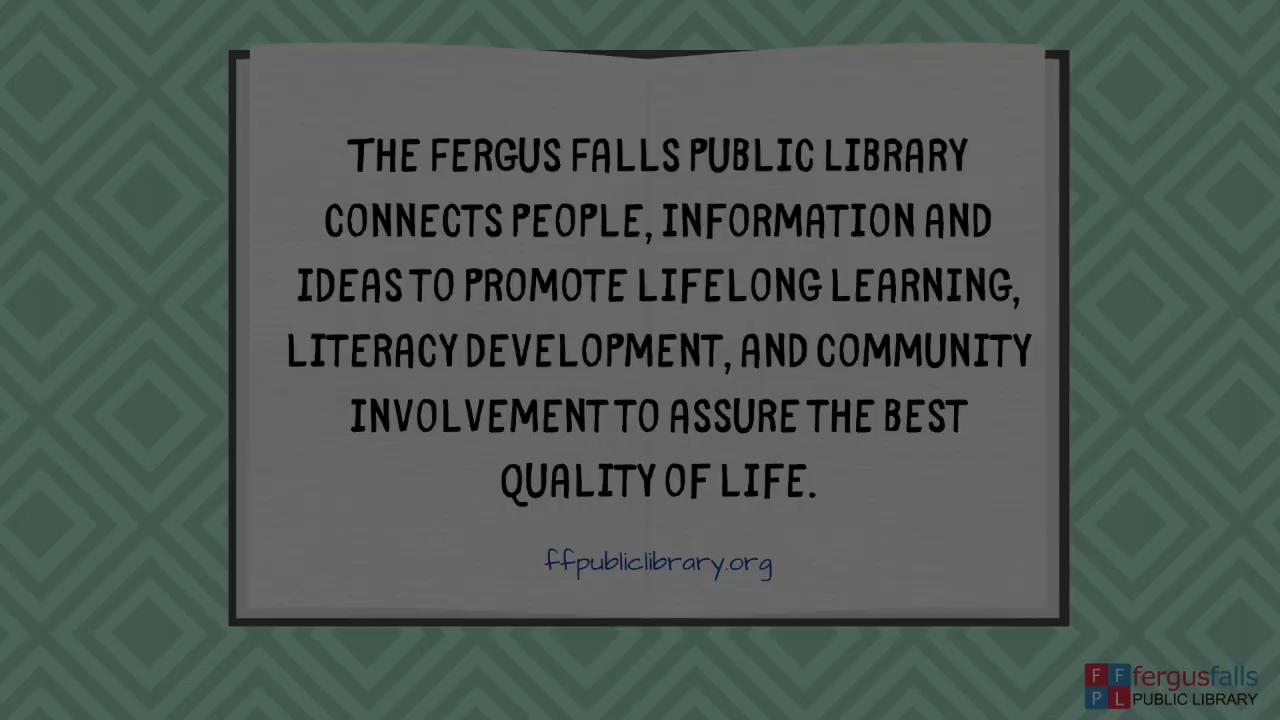 THE FERGUS FALLS PUBLIC LIBRARY
CONNECTS PEOPLE, INFORMATION AND
IDEAS TO PROMOTE LIFELONG LEARNING,
LITERACY DEVELOPMENT, AND COMMUNITY
INVOLVEMENT TO ASSURE THE BEST
QUALITY OF LIFE.
ffpubliclibrary.org
F F fergusfalls
P L PUBLIC LIBRARY